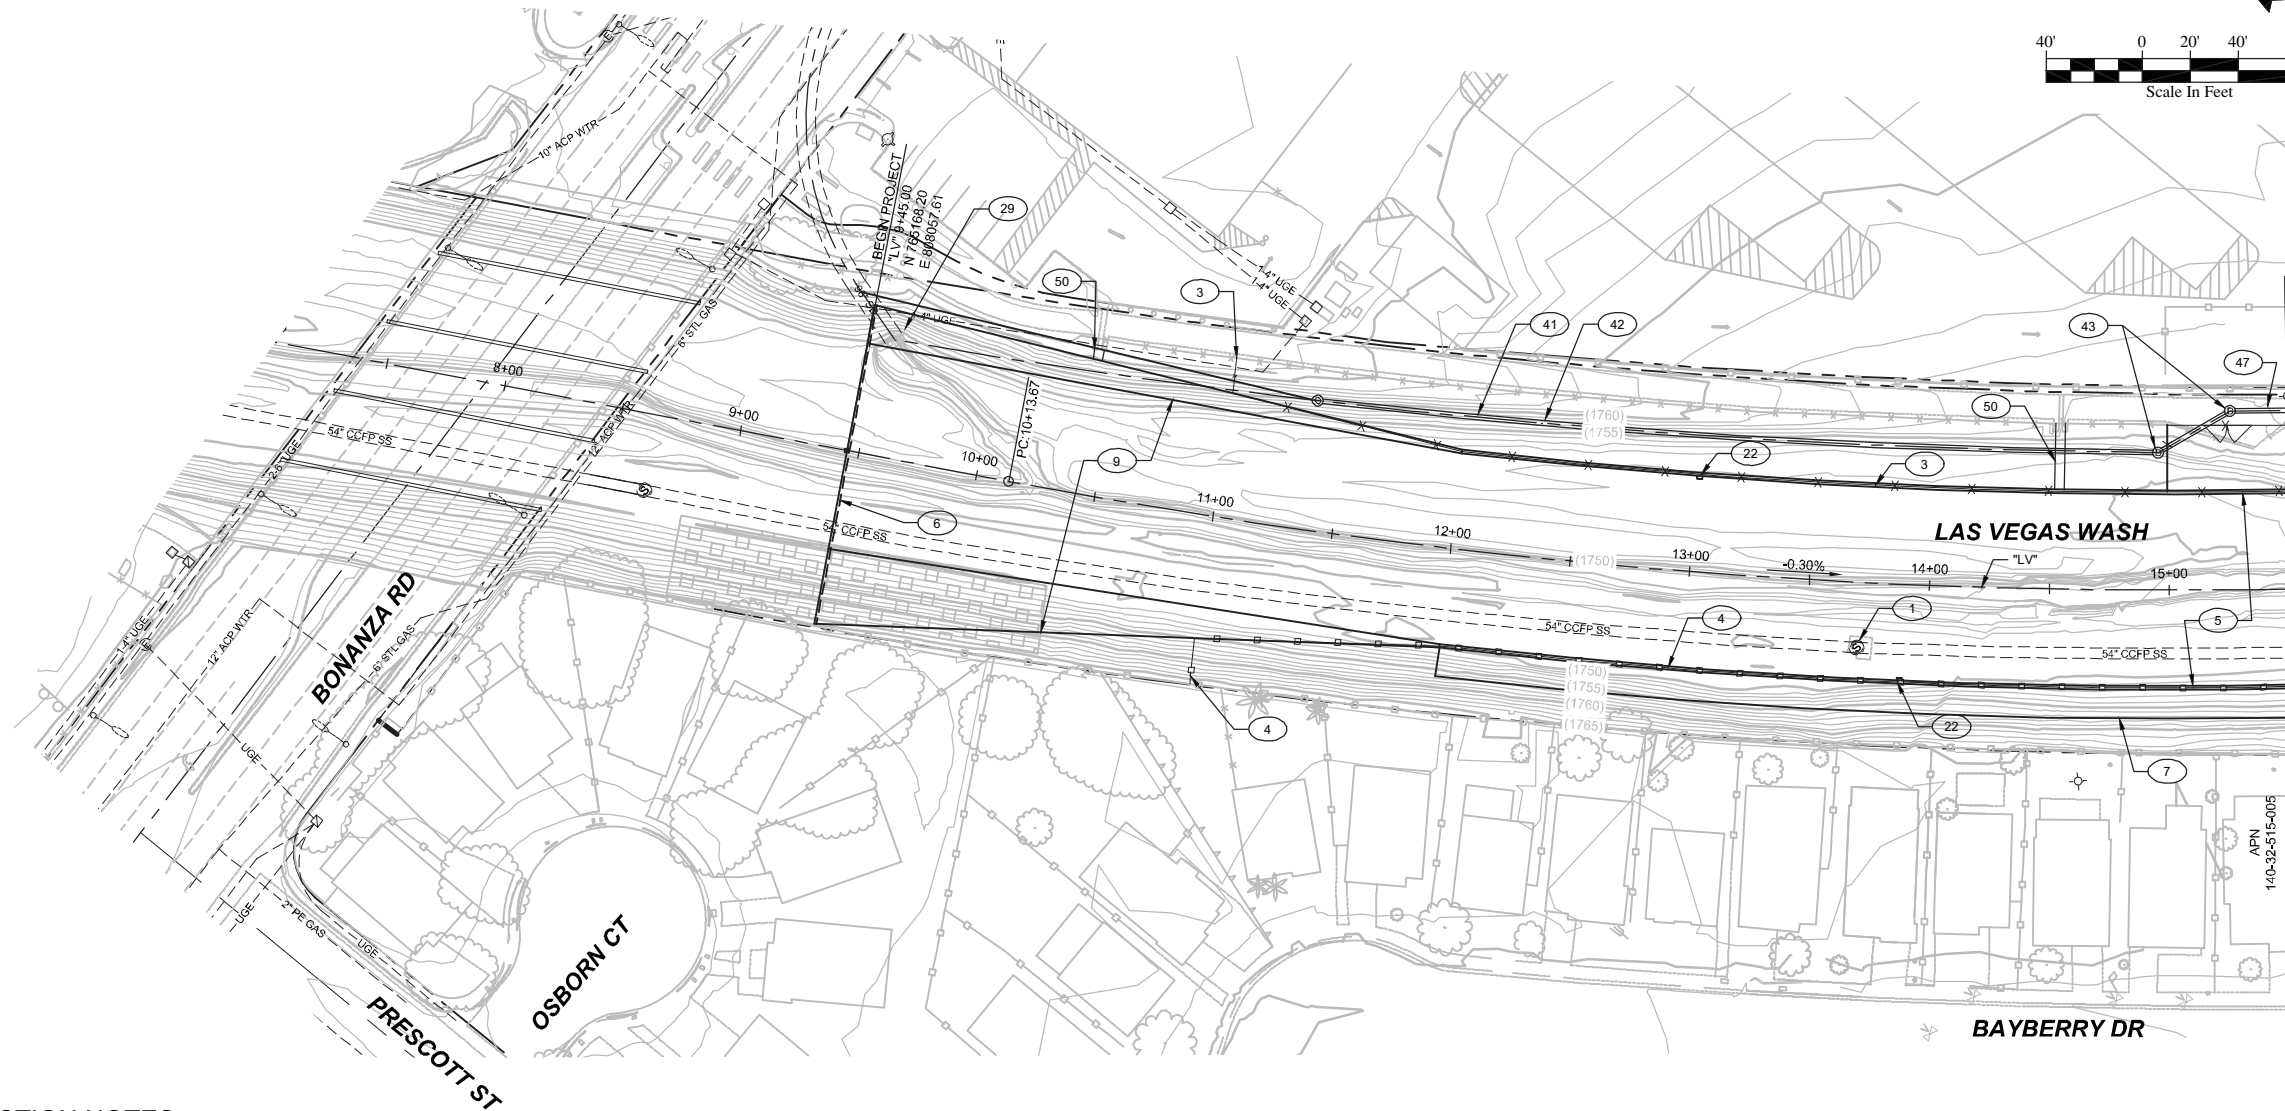 40' 0 20' 40'
Scale In Feet
10" ACP WTR
BEGIN PROJECT
"LV" 9+45.00
N 765168.20
E 808057.61
29
50
3
1-4" UGE
1-4" UGE
41
42
43
47
6" STL GAS
4" UGE
8+00
9+00
10+00
PC:10+13.67
(1760)
(1755)
50
22
3
9
54" CCFP SS
12" ACP WTR
2-6" UGE
11+00
6
54" CCFP SS
12+00
(1750)
13+00
-0.30%
14+00
"LV"
15+00
LAS VEGAS WASH
1
4
5
54" CCFP SS
54" CCFP SS
1-4" UGE
12" ACP WTR
6" STL GAS
BONANZA RD
(1750)
(1755)
(1760)
(1765)
4
22
7
UGE
APN
140-32-515-005
UGE
2" PE GAS
UGE
OSBORN CT
PRESCOTT ST
BAYBERRY DR